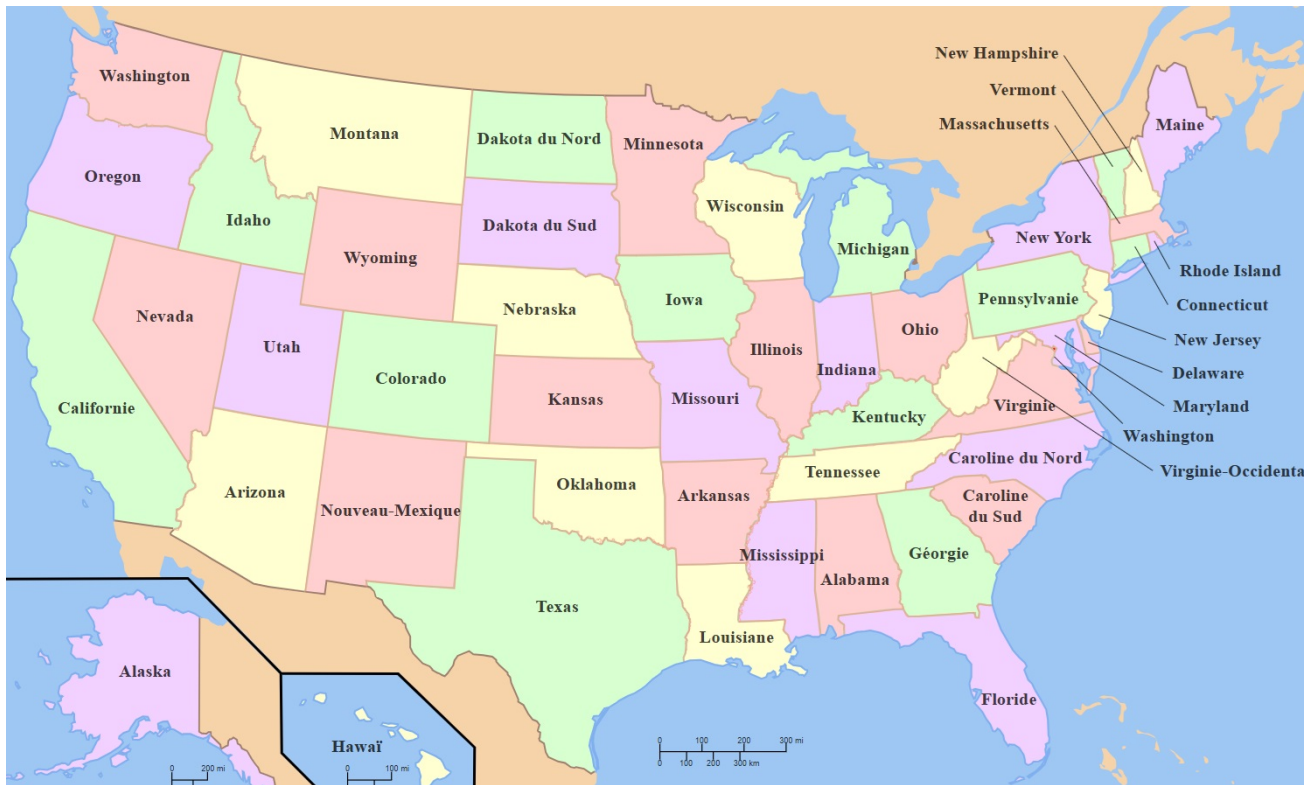 New Hampshire
Vermont
Massachusetts
Washington
Montana
Dakota du Nord
Minnesota
Maine
Oregon
Idaho
Dakota du Sud
Wisconsin
Michigan
New York
Wyoming
Rhode Island
Nevada
Nebraska
Iowa
Pennsylvanie
Connecticut
Utah
Colorado
Illinois
Indiana
Ohio
New Jersey
Californie
Kansas
Missouri
Kentucky
Virginie
Delaware
Maryland
Washington
Arizona
Nouveau-Mexique
Oklahoma
Arkansas
Tennessee
Caroline du Nord
Virginie-Occidenta
Caroline
du Sud
Texas
Mississippi
Alabama
Géorgie
Louisiane
Alaska
Floride
Hawaï
0 200 mi
0 100 mi
0 100 200 300 mi
0 100 200 300 km